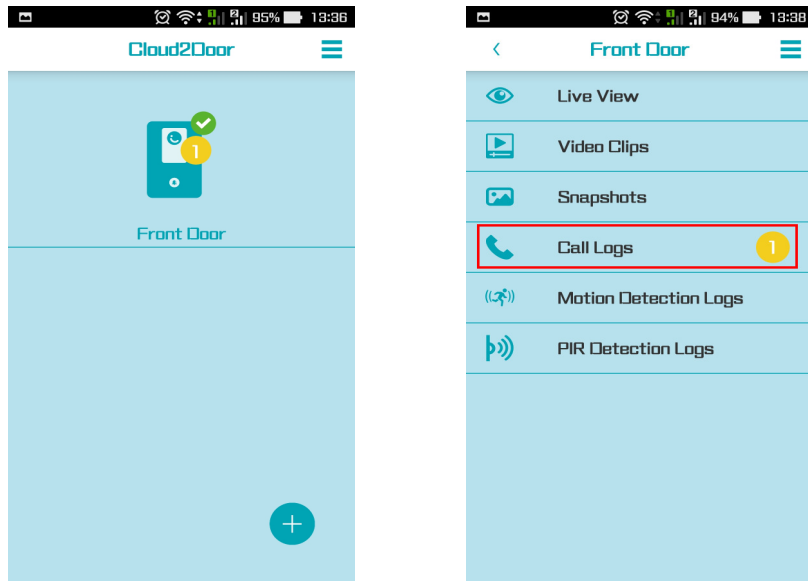 95% 13:36
Cloud2Door
1
Front Door
94% 13:38
Front Door
Live View
Video Clips
Snapshots
Call Logs 1
Motion Detection Logs
PIR Detection Logs